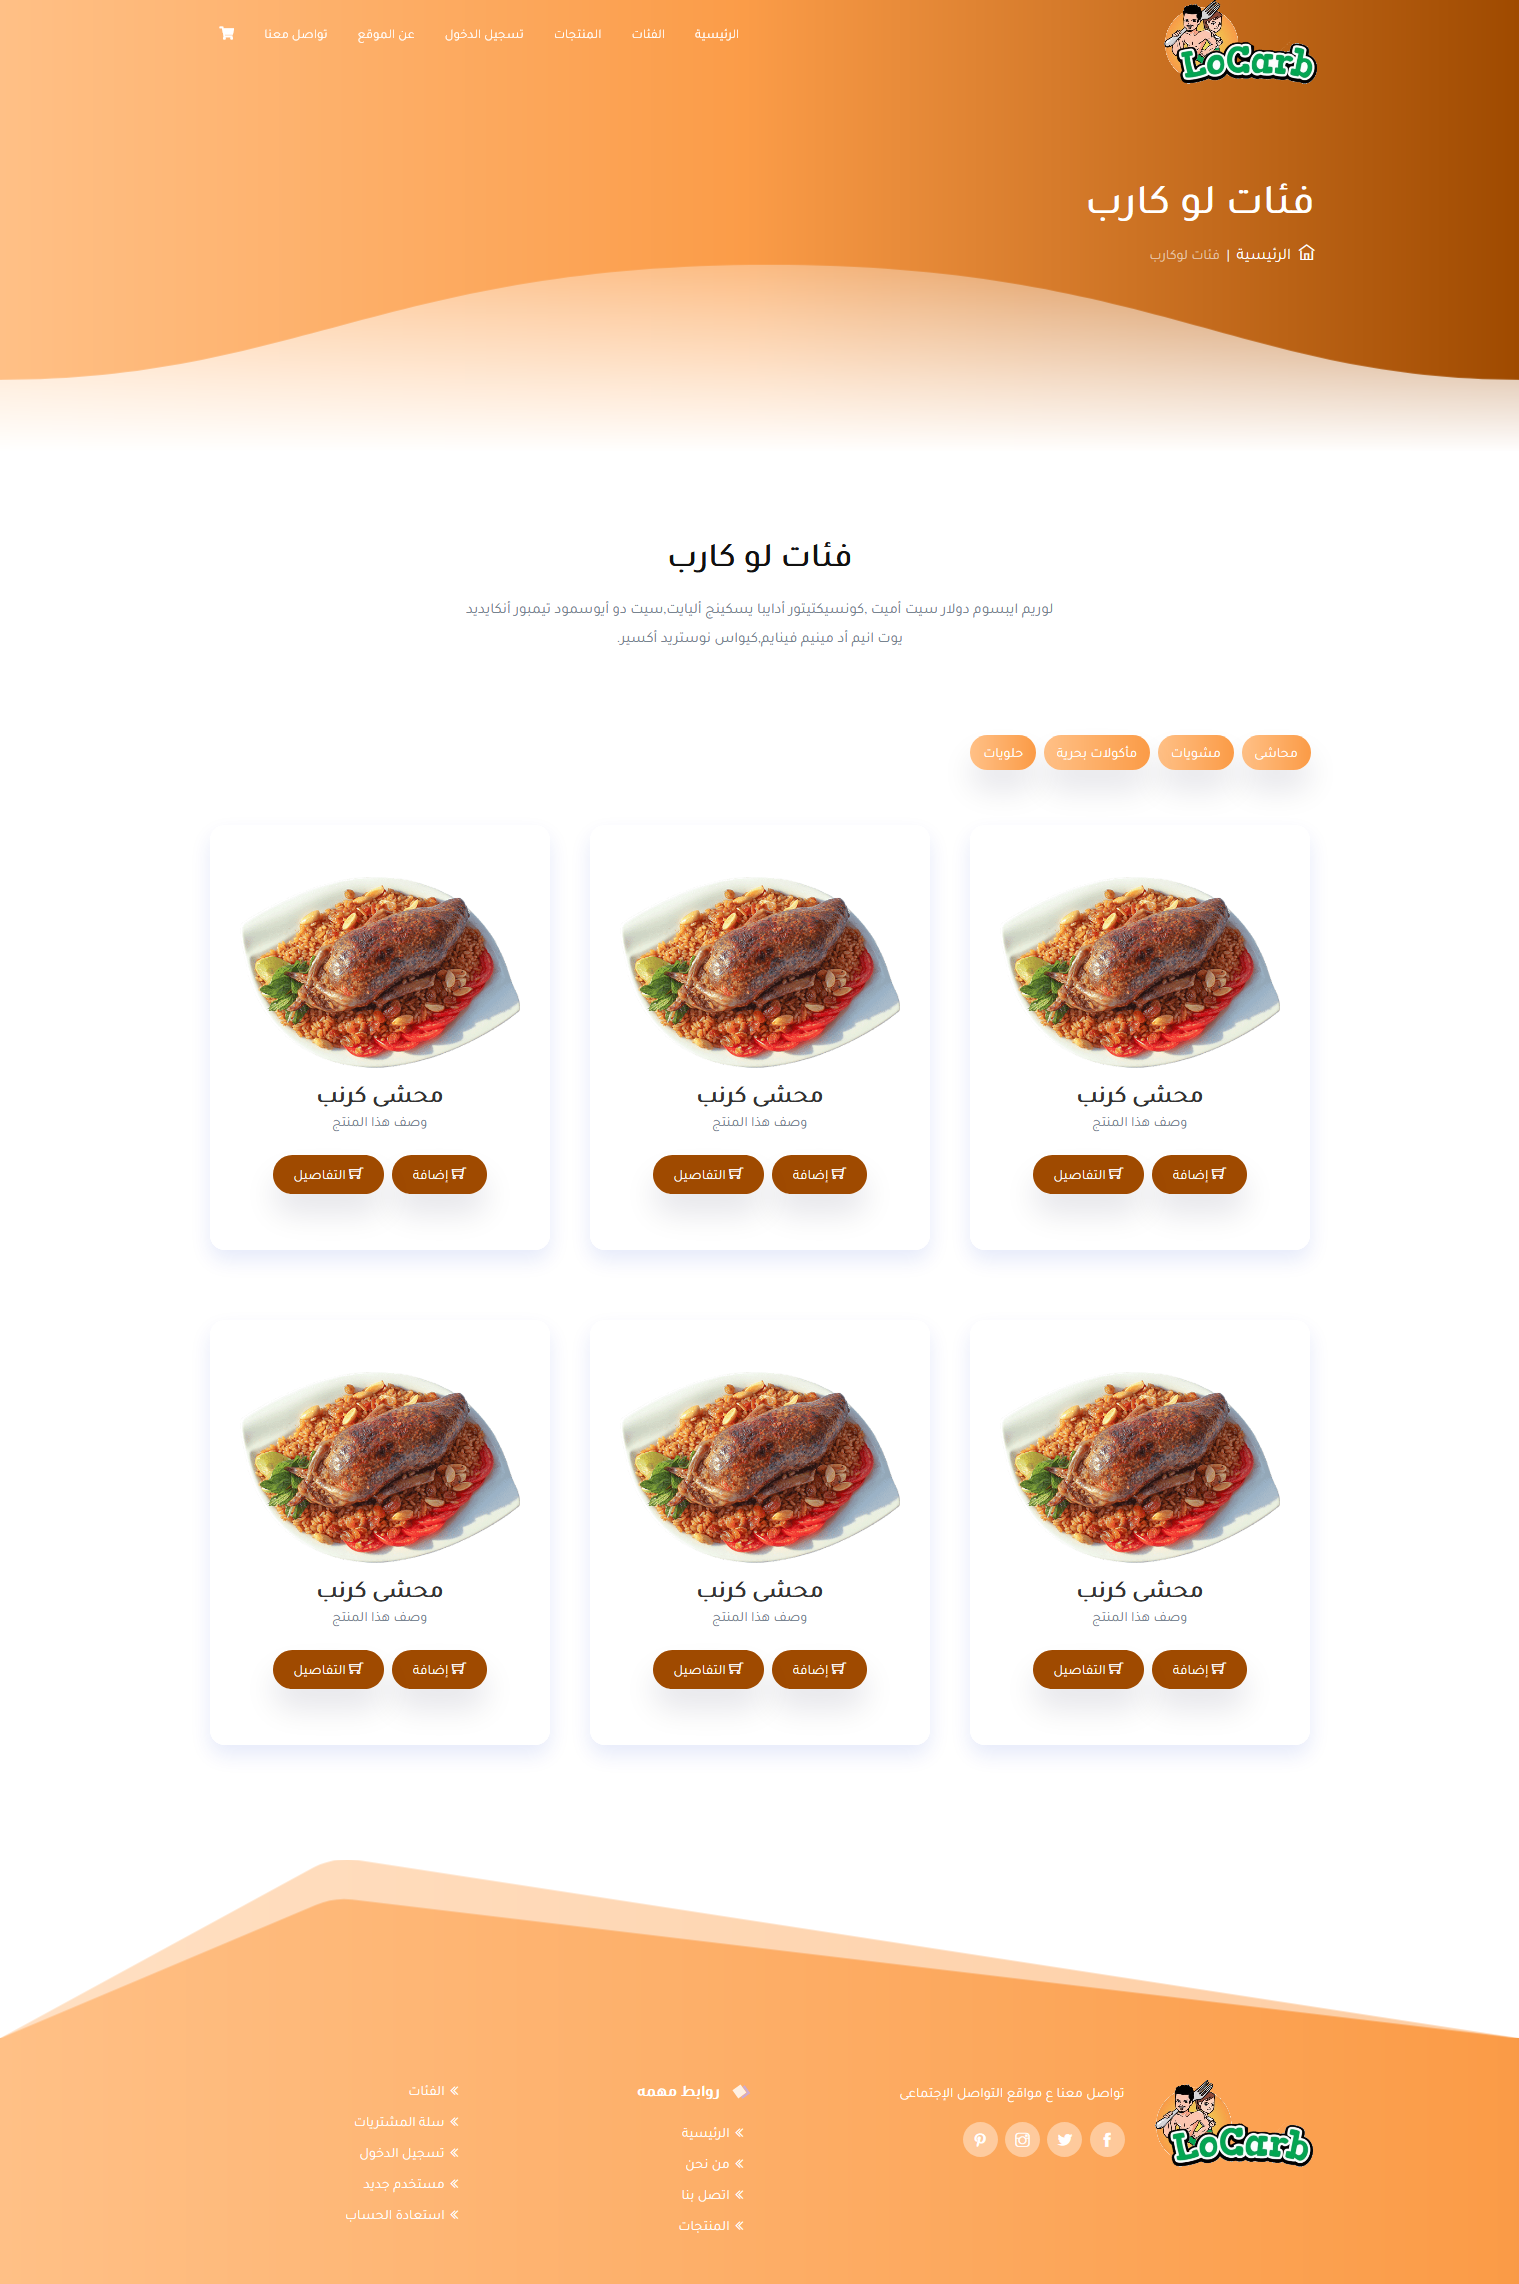 LoCarb
الرئيسية
الفئات
المنتجات
تسجيل الدخول
عن الموقع
تواصل معنا
فئات لو كارب
الرئيسية | فئات لوكارب
فئات لو كارب
لوريم ايبسوم دولار سيت أميت ,كونسيكتيتور أدايبا يسكينج أليايت,سيت دو أيوسمود تيمبور أنكايديد
يوت انيم أد مينيم فينايم,كيواس نوستريد أكسير.
محاشى
مشويات
مأكولات بحرية
حلويات
محشى كرنب
وصف هذا المنتج
إضافة
التفاصيل
محشى كرنب
وصف هذا المنتج
إضافة
التفاصيل
محشى كرنب
وصف هذا المنتج
إضافة
التفاصيل
محشى كرنب
وصف هذا المنتج
إضافة
التفاصيل
محشى كرنب
وصف هذا المنتج
إضافة
التفاصيل
محشى كرنب
وصف هذا المنتج
إضافة
التفاصيل
LoCarb
تواصل معنا ع مواقع التواصل الإجتماعى
روابط مهمه
الرئيسية
من نحن
اتصل بنا
المنتجات
الفئات
سلة المشتريات
تسجيل الدخول
مستخدم جديد
استعادة الحساب